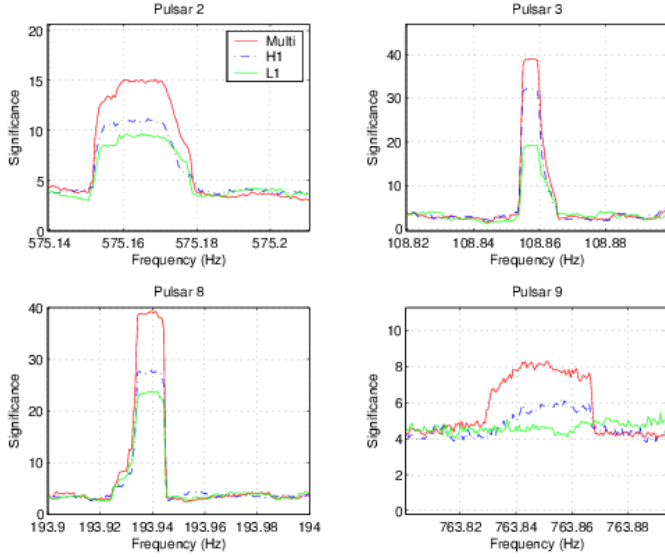 Pulsar 2
20
15
10
5
0
Significance
Multi
H1
L1
575.14 575.16 575.18 575.2
Frequency (Hz)
Pulsar 3
40
30
20
10
0
Significance
108.82 108.84 108.86 108.88
Frequency (Hz)
Pulsar 8
40
30
20
10
0
Significance
193.9 193.92 193.94 193.96 193.98 194
Frequency (Hz)
Pulsar 9
10
8
6
4
2
0
Significance
763.82 763.84 763.86 763.88
Frequency (Hz)